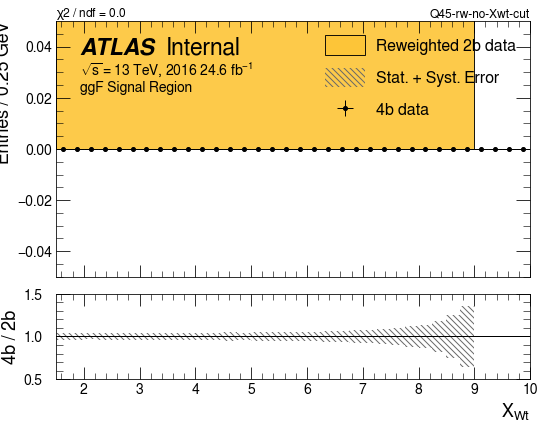 χ2 / ndf = 0.0
Q45-rw-no-Xwt-cut
Entries / 0.25 GeV
0.04
0.02
0.00
−0.02
−0.04
ATLAS Internal
√s = 13 TeV, 2016 24.6 fb⁻¹
ggF Signal Region
Reweighted 2b data
Stat. + Syst. Error
4b data
4b / 2b
1.5
1.0
0.5
2 3 4 5 6 7 8 9 10
X_Wt